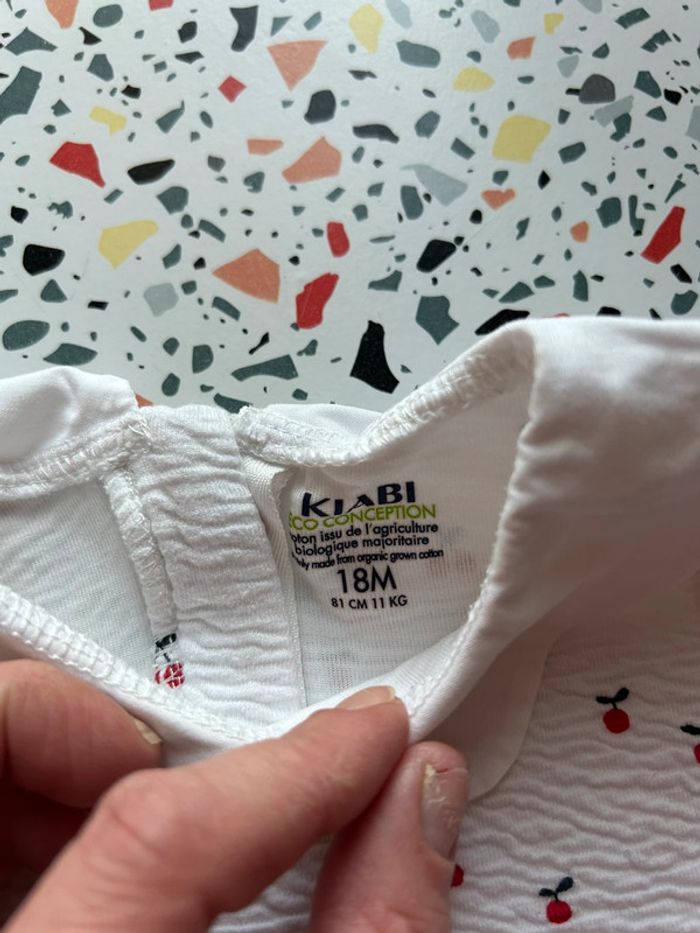 KIABI
ECO CONCEPTION
coton issu de l'agriculture
biologique majoritaire
made from organic grown cotton
18M
81 CM 11 KG